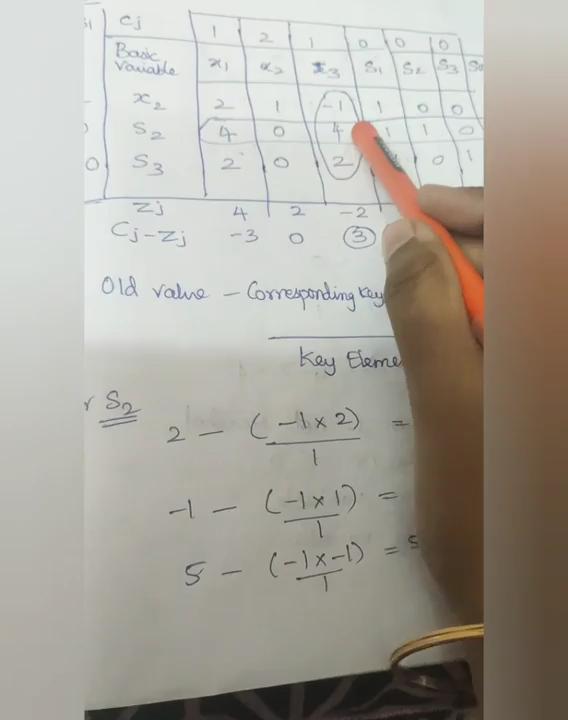 Cj 1 2 1 0 0 0
Basic Variable x1 x2 x3 S1 S2 S3
x2 2 1 -1 1 0 0
S2 4 0 4 1 1 0
0 S3 2 0 2 0 1
Zj 4 2 -2
Cj-Zj -3 0 3
Old value - Corresponding Key
Key Eleme
r S2
2 - (-1 x 2) =
1
-1 - (-1 x 1) =
1
5 - (-1 x -1) = 5
1